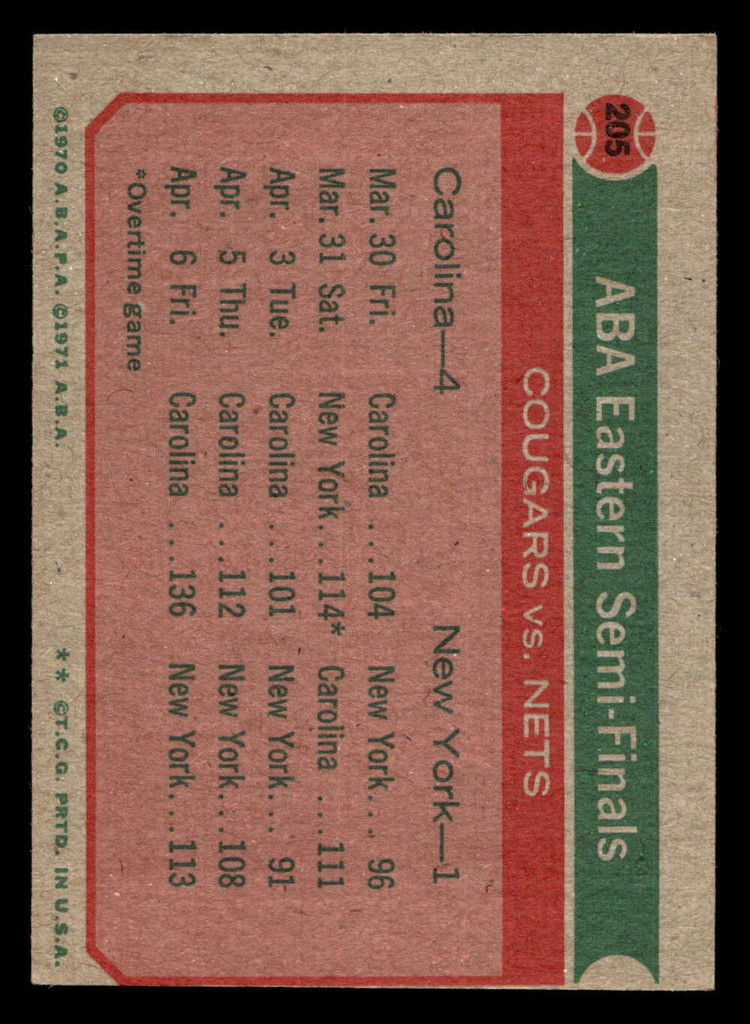 205
ABA Eastern Semi-Finals
COUGARS vs. NETS
Carolina—4 New York—1
Mar. 30 Fri. Carolina ...104 New York... 96
Mar. 31 Sat. New York...114* Carolina ...111
Apr. 3 Tue. Carolina ...101 New York... 91
Apr. 5 Thu. Carolina ...112 New York...108
Apr. 6 Fri. Carolina ...136 New York...113
*Overtime game
©1970 A.B.A.P.A. ©1971 A.B.A. ** ©T.C.G. PRTD. IN U.S.A.